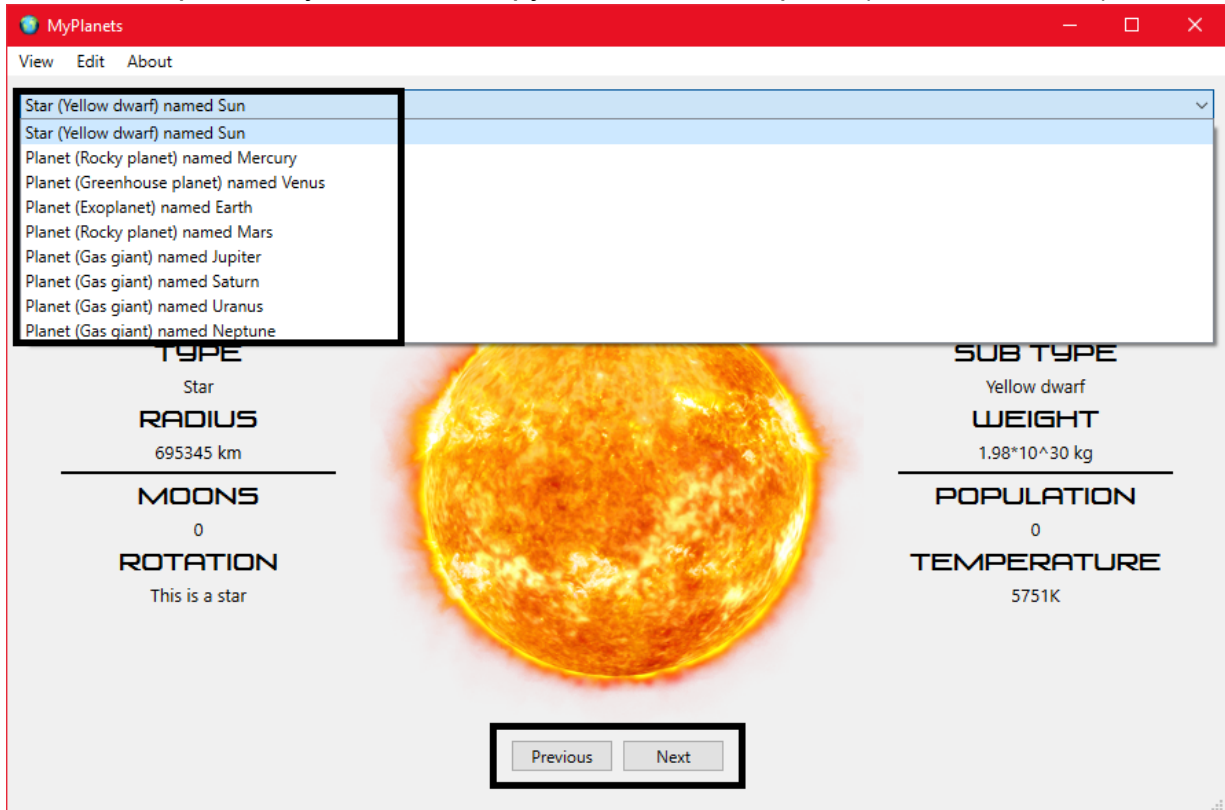 MyPlanets
View Edit About
Star (Yellow dwarf) named Sun
Star (Yellow dwarf) named Sun
Planet (Rocky planet) named Mercury
Planet (Greenhouse planet) named Venus
Planet (Exoplanet) named Earth
Planet (Rocky planet) named Mars
Planet (Gas giant) named Jupiter
Planet (Gas giant) named Saturn
Planet (Gas giant) named Uranus
Planet (Gas giant) named Neptune
TYPE
Star
RADIUS
695345 km
MOONS
0
ROTATION
This is a star
SUB TYPE
Yellow dwarf
WEIGHT
1.98*10^30 kg
POPULATION
0
TEMPERATURE
5751K
Previous Next